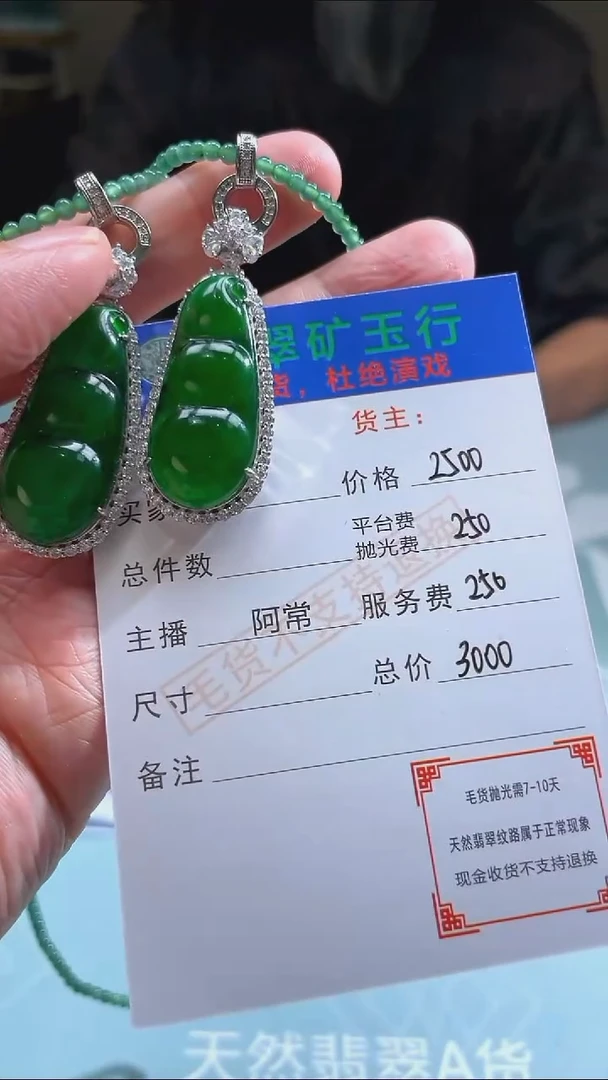 翠矿玉行
货，杜绝演戏
货主：
买家 价格 2500
平台费
抛光费 250
总件数
主播 阿常 服务费 250
尺寸 总价 3000
备注
毛货不支持退换
毛货抛光需7-10天
天然翡翠纹路属于正常现象
现金收货不支持退换
天然翡翠A货